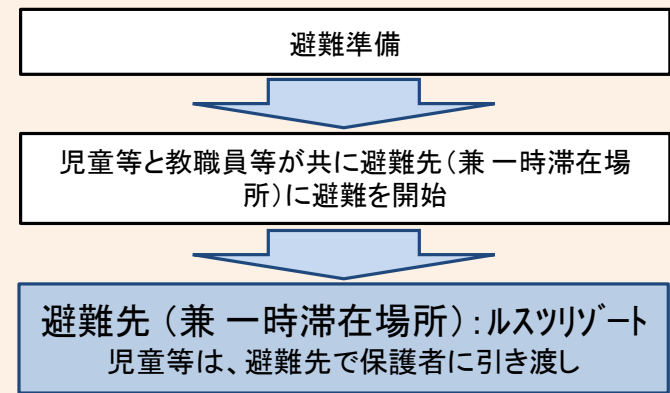 避難準備
児童等と教職員等が共に避難先（兼 一時滞在場
所）に避難を開始
避難先（兼 一時滞在場所）：ルスツリゾート
児童等は、避難先で保護者に引き渡し